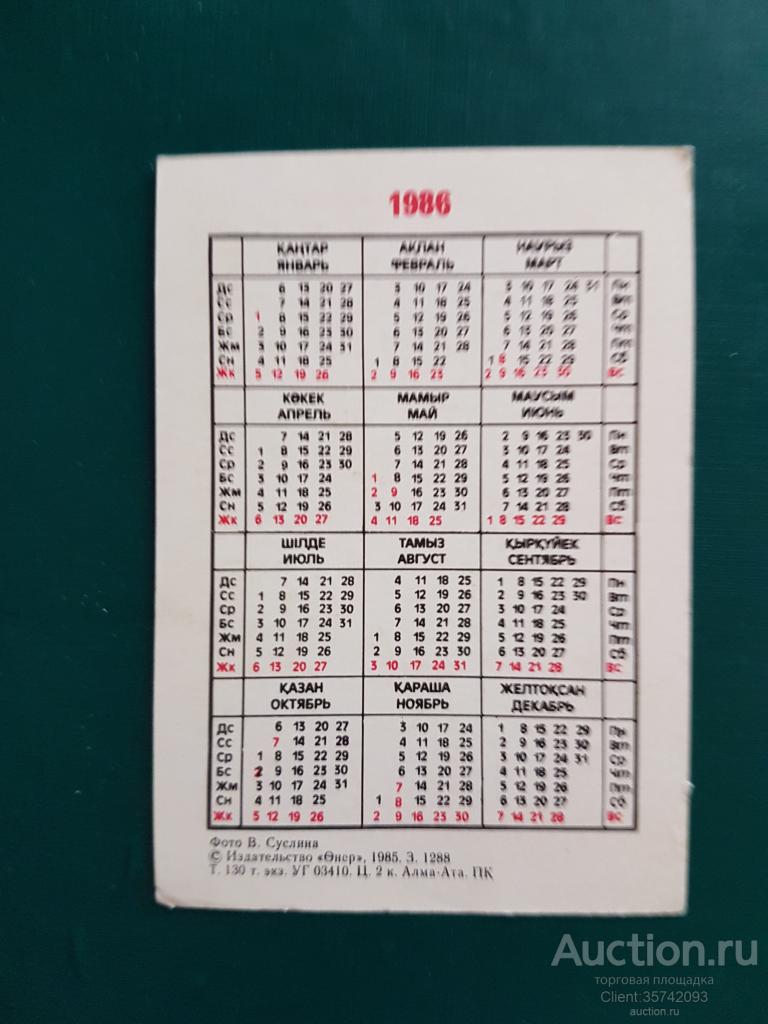 1986
ҚАҢТАР АҚПАН НАУРЫЗ
ЯНВАРЬ ФЕВРАЛЬ МАРТ
Дс 6 13 20 27 3 10 17 24 3 10 17 24 31 Пн
Сс 7 14 21 28 4 11 18 25 4 11 18 25 Вт
Ср 1 8 15 22 29 5 12 19 26 5 12 19 26 Ср
Бс 2 9 16 23 30 6 13 20 27 6 13 20 27 Чт
Жм 3 10 17 24 31 7 14 21 28 7 14 21 28 Пт
Сн 4 11 18 25 1 8 15 22 1 8 15 22 29 Сб
Жк 5 12 19 26 2 9 16 23 2 9 16 23 30 Вс
КӨКЕК МАМЫР МАУСЫМ
АПРЕЛЬ МАЙ ИЮНЬ
Дс 7 14 21 28 5 12 19 26 2 9 16 23 30 Пн
Сс 1 8 15 22 29 6 13 20 27 3 10 17 24 Вт
Ср 2 9 16 23 30 7 14 21 28 4 11 18 25 Ср
Бс 3 10 17 24 1 8 15 22 29 5 12 19 26 Чт
Жм 4 11 18 25 2 9 16 23 30 6 13 20 27 Пт
Сн 5 12 19 26 3 10 17 24 31 7 14 21 28 Сб
Жк 6 13 20 27 4 11 18 25 1 8 15 22 29 Вс
ШІЛДЕ ТАМЫЗ ҚЫРҚҮЙЕК
ИЮЛЬ АВГУСТ СЕНТЯБРЬ
Дс 7 14 21 28 4 11 18 25 1 8 15 22 29 Пн
Сс 1 8 15 22 29 5 12 19 26 2 9 16 23 30 Вт
Ср 2 9 16 23 30 6 13 20 27 3 10 17 24 Ср
Бс 3 10 17 24 31 7 14 21 28 4 11 18 25 Чт
Жм 4 11 18 25 1 8 15 22 29 5 12 19 26 Пт
Сн 5 12 19 26 2 9 16 23 30 6 13 20 27 Сб
Жк 6 13 20 27 3 10 17 24 31 7 14 21 28 Вс
ҚАЗАН ҚАРАША ЖЕЛТОҚСАН
ОКТЯБРЬ НОЯБРЬ ДЕКАБРЬ
Дс 6 13 20 27 3 10 17 24 1 8 15 22 29 Пн
Сс 7 14 21 28 4 11 18 25 2 9 16 23 30 Вт
Ср 1 8 15 22 29 5 12 19 26 3 10 17 24 31 Ср
Бс 2 9 16 23 30 6 13 20 27 4 11 18 25 Чт
Жм 3 10 17 24 31 7 14 21 28 5 12 19 26 Пт
Сн 4 11 18 25 1 8 15 22 29 6 13 20 27 Сб
Жк 5 12 19 26 2 9 16 23 30 7 14 21 28 Вс
Фото В. Суслина
© Издательство «Өнер», 1985. З. 1288
Т. 130 т. экз. УГ 03410. Ц. 2 к. Алма-Ата. ПК
Auction.ru
торговая площадка
Client:35742093
auction.ru